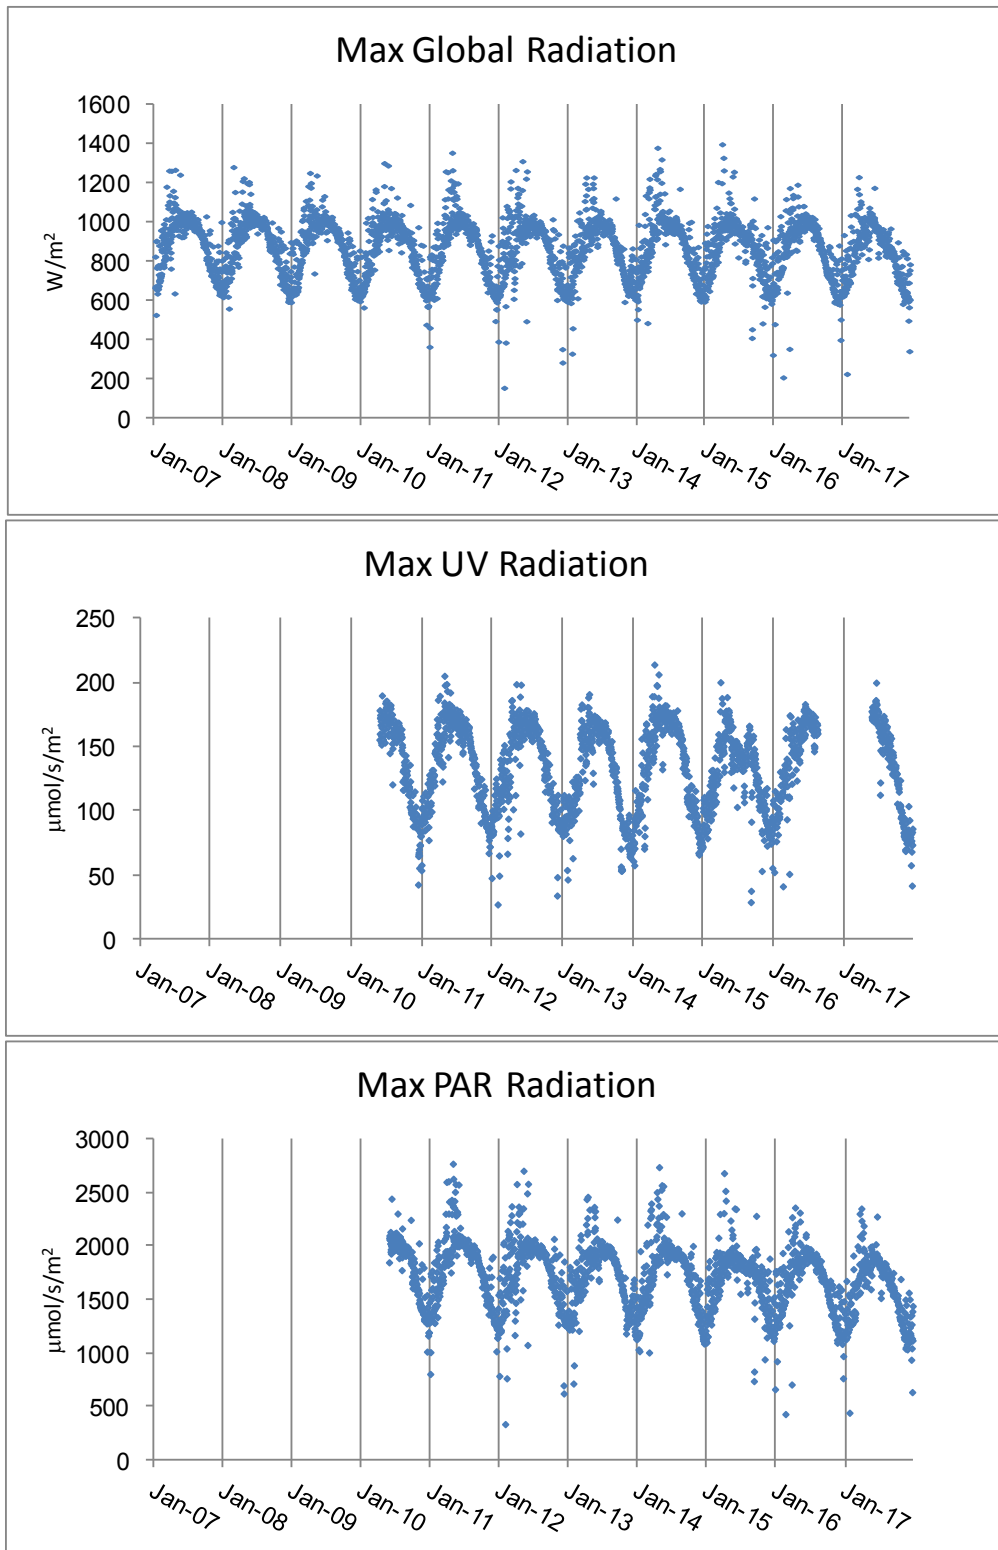 Max Global Radiation
1600
1400
1200
1000
800
600
400
200
0
W/m²
Jan-07 Jan-08 Jan-09 Jan-10 Jan-11 Jan-12 Jan-13 Jan-14 Jan-15 Jan-16 Jan-17
Max UV Radiation
250
200
150
100
50
0
µmol/s/m²
Jan-07 Jan-08 Jan-09 Jan-10 Jan-11 Jan-12 Jan-13 Jan-14 Jan-15 Jan-16 Jan-17
Max PAR Radiation
3000
2500
2000
1500
1000
500
0
µmol/s/m²
Jan-07 Jan-08 Jan-09 Jan-10 Jan-11 Jan-12 Jan-13 Jan-14 Jan-15 Jan-16 Jan-17